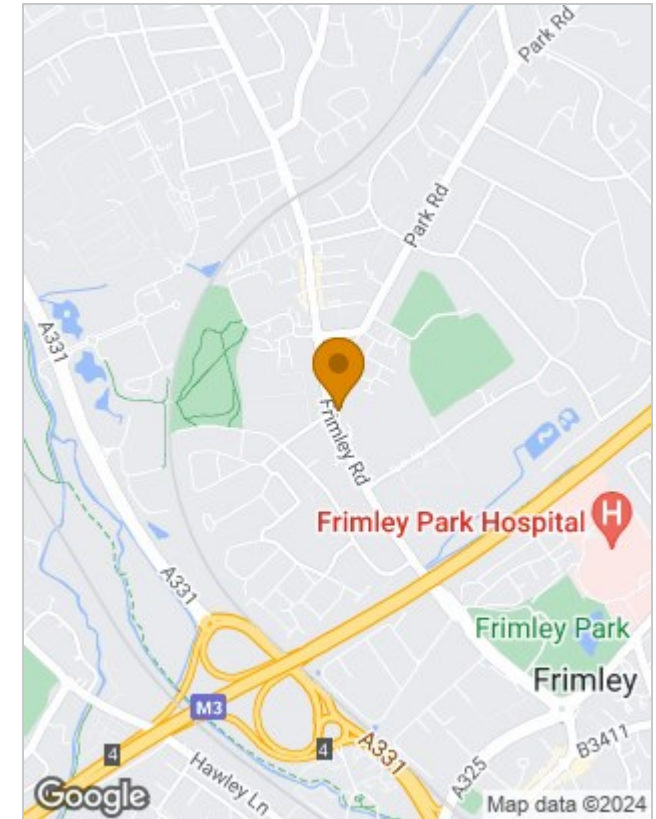 Park Rd
Park Rd
A331
Frimley Rd
Frimley Park Hospital
H
A331
Frimley Park
Frimley
M3
4
4
A331
B3411
A325
Hawley Ln
Google
Map data ©2024